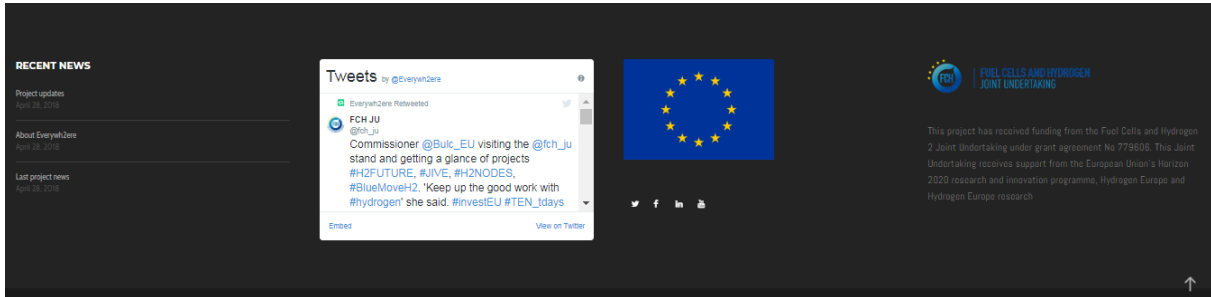 RECENT NEWS
Project updates
April 28, 2018
About Everywh2ere
April 28, 2018
Last project news
April 28, 2018
Tweets by @Everywh2ere
Everywh2ere Retweeted
FCH JU
@fch_ju
Commissioner @Bulc_EU visiting the @fch_ju
stand and getting a glance of projects
#H2FUTURE, #JIVE, #H2NODES,
#BlueMoveH2. 'Keep up the good work with
#hydrogen' she said. #investEU #TEN_tdays
Embed
View on Twitter
FCH
FUEL CELLS AND HYDROGEN
JOINT UNDERTAKING
This project has received funding from the Fuel Cells and Hydrogen
2 Joint Undertaking under grant agreement No 779606. This Joint
Undertaking receives support from the European Union's Horizon
2020 research and innovation programme, Hydrogen Europe and
Hydrogen Europe research